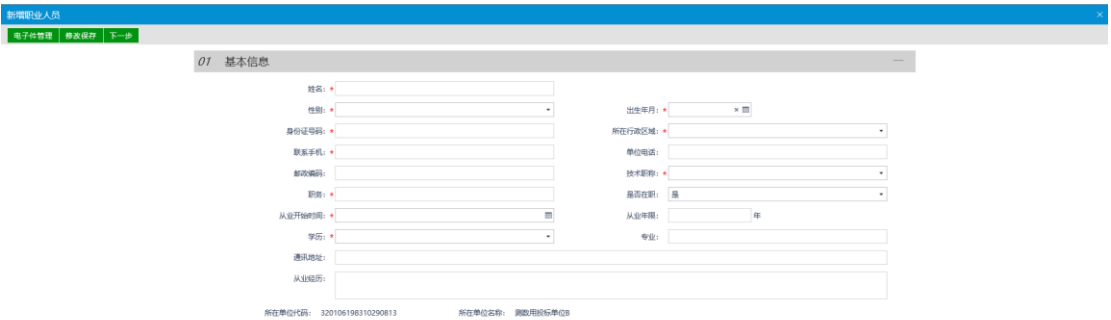 新增职业人员 ×
电子件管理 修改保存 下一步
01 基本信息 —
姓名: *
性别: * 出生年月: * ×
身份证号码: * 所在行政区域: *
联系手机: * 单位电话:
邮政编码: 技术职称: *
职务: * 是否在职: 是
从业开始时间: * 从业年限: 年
学历: * 专业:
通讯地址:
从业经历:
所在单位代码: 320106198310290813 所在单位名称: 测数用投标单位B